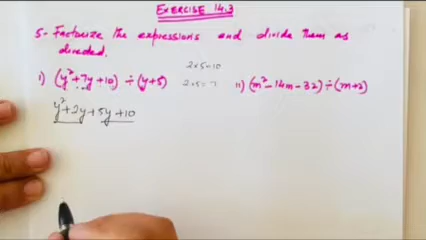 EXERCISE 14.3
5- Factorize the expressions and divide them as
divided.
2×5=10
i) (y²+7y+10) ÷ (y+5)
2+5=7
ii) (m²-14m-32) ÷ (m+2)
y²+2y+5y+10